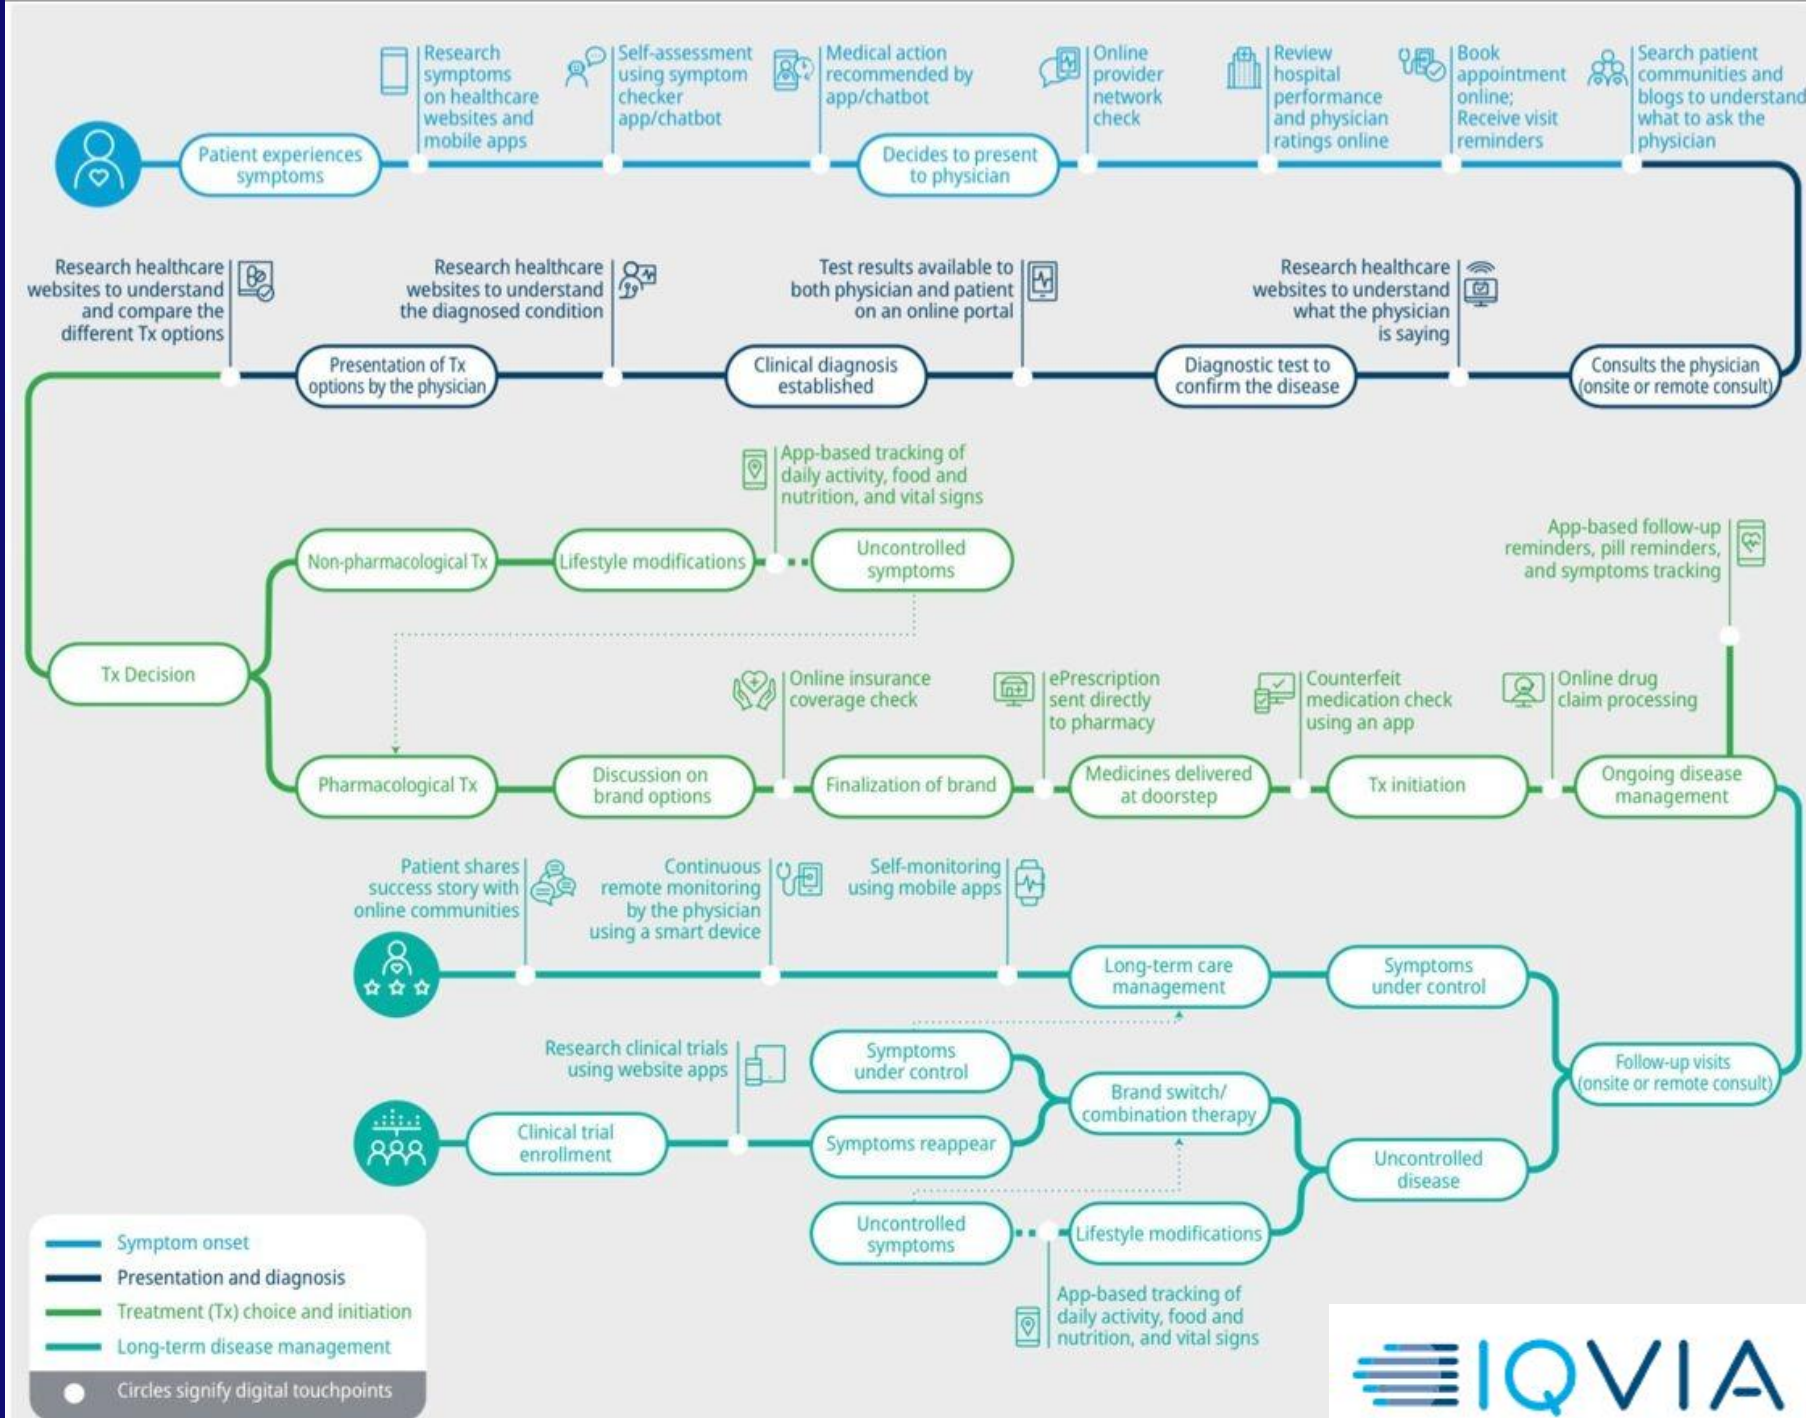 Research
symptoms
on healthcare
websites and
mobile apps
Self-assessment
using symptom
checker
app/chatbot
Medical action
recommended by
app/chatbot
Online
provider
network
check
Review
hospital
performance
and physician
ratings online
Book
appointment
online;
Receive visit
reminders
Search patient
communities and
blogs to understand
what to ask the
physician
Patient experiences
symptoms
Decides to present
to physician
Research healthcare
websites to understand
and compare the
different Tx options
Research healthcare
websites to understand
the diagnosed condition
Test results available to
both physician and patient
on an online portal
Research healthcare
websites to understand
what the physician
is saying
Presentation of Tx
options by the physician
Clinical diagnosis
established
Diagnostic test to
confirm the disease
Consults the physician
(onsite or remote consult)
App-based tracking of
daily activity, food and
nutrition, and vital signs
Non-pharmacological Tx
Lifestyle modifications
Uncontrolled
symptoms
App-based follow-up
reminders, pill reminders,
and symptoms tracking
Tx Decision
Online insurance
coverage check
ePrescription
sent directly
to pharmacy
Counterfeit
medication check
using an app
Online drug
claim processing
Pharmacological Tx
Discussion on
brand options
Finalization of brand
Medicines delivered
at doorstep
Tx initiation
Ongoing disease
management
Patient shares
success story with
online communities
Continuous
remote monitoring
by the physician
using a smart device
Self-monitoring
using mobile apps
Long-term care
management
Symptoms
under control
Research clinical trials
using website apps
Symptoms
under control
Brand switch/
combination therapy
Follow-up visits
(onsite or remote consult)
Clinical trial
enrollment
Symptoms reappear
Uncontrolled
disease
Uncontrolled
symptoms
Lifestyle modifications
App-based tracking of
daily activity, food and
nutrition, and vital signs
Symptom onset
Presentation and diagnosis
Treatment (Tx) choice and initiation
Long-term disease management
Circles signify digital touchpoints
IQVIA